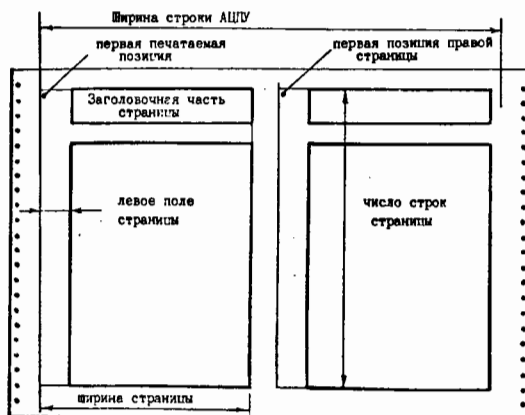 Ширина строки АЦПУ
первая печатаемая
позиция
первая позиция правой
страницы
Заголовочная часть
страницы
левое поле
страницы
число строк
страницы
ширина страницы